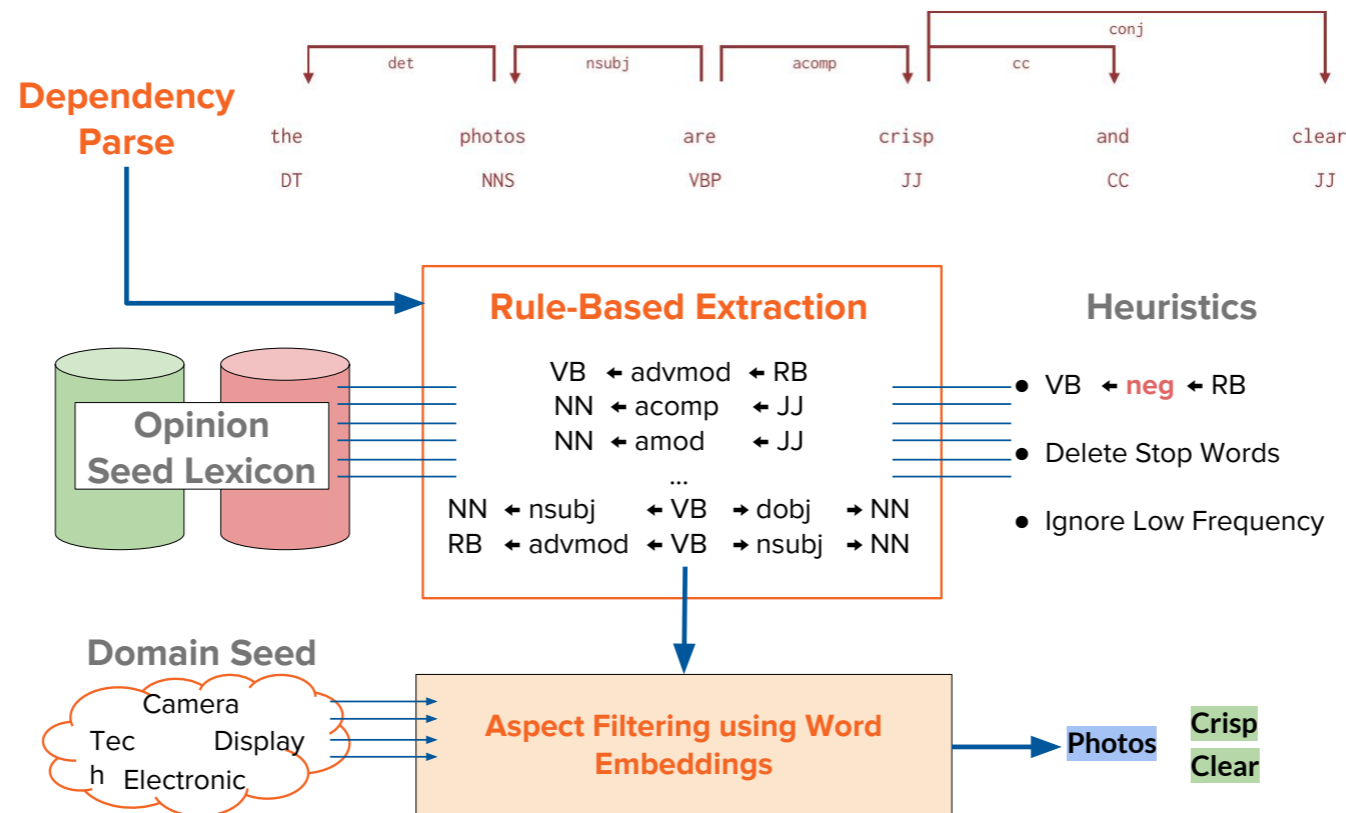 conj
det nsubj acomp cc
Dependency
Parse
the photos are crisp and clear
DT NNS VBP JJ CC JJ
Rule-Based Extraction
VB ← advmod ← RB
NN ← acomp ← JJ
NN ← amod ← JJ
...
NN ← nsubj ← VB → dobj → NN
RB ← advmod ← VB → nsubj → NN
Opinion
Seed Lexicon
Heuristics
● VB ← neg ← RB
● Delete Stop Words
● Ignore Low Frequency
Domain Seed
Camera
Tec Display
h Electronic
Aspect Filtering using Word
Embeddings
Photos
Crisp
Clear